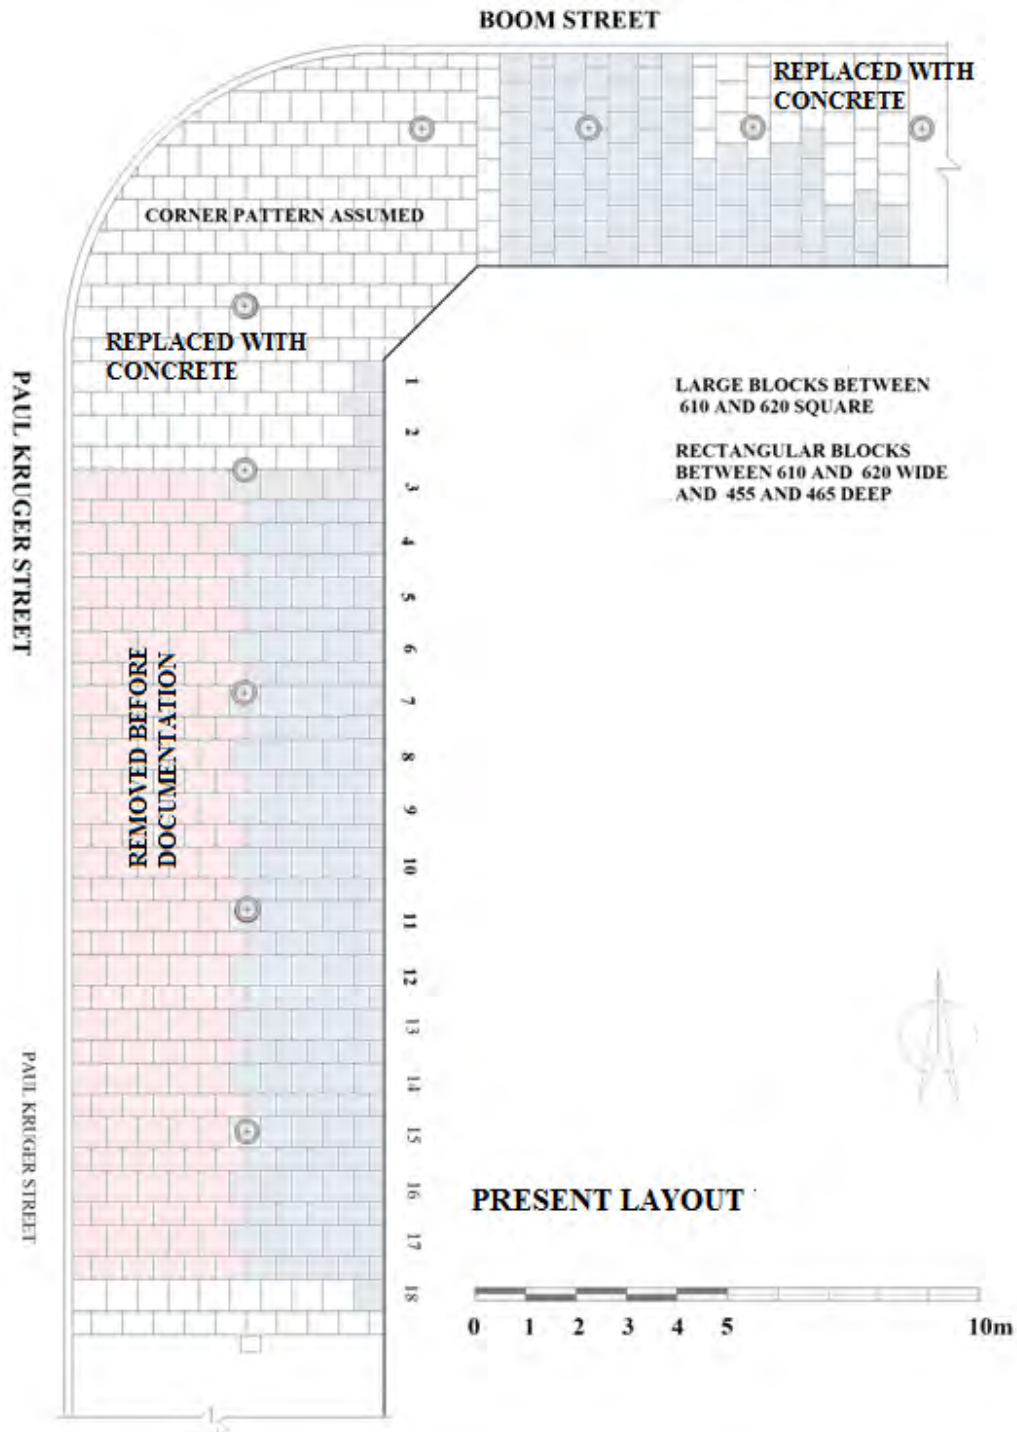 BOOM STREET
REPLACED WITH
CONCRETE
CORNER PATTERN ASSUMED
REPLACED WITH
CONCRETE
PAUL KRUGER STREET
1
2
3
4
5
6
7
8
9
10
11
12
13
14
15
16
17
18
LARGE BLOCKS BETWEEN
610 AND 620 SQUARE
RECTANGULAR BLOCKS
BETWEEN 610 AND 620 WIDE
AND 455 AND 465 DEEP
REMOVED BEFORE
DOCUMENTATION
PAUL KRUGER STREET
PRESENT LAYOUT
0 1 2 3 4 5 10m